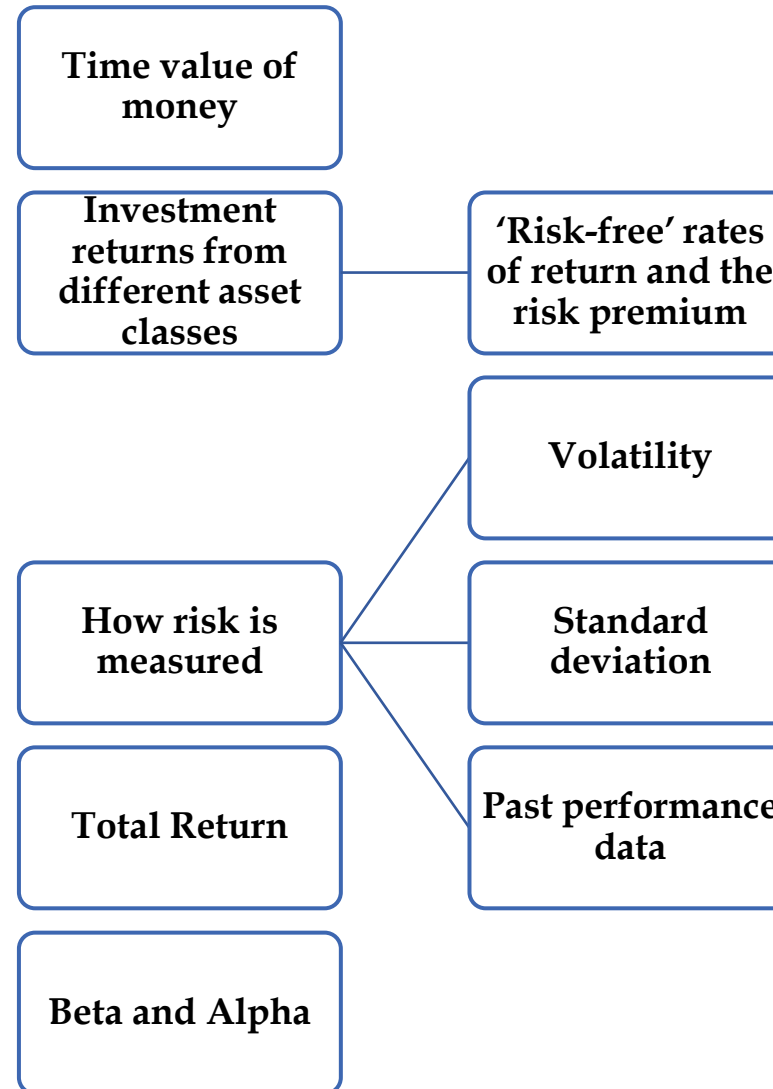 Time value of
money
Investment
returns from
different asset
classes
‘Risk-free’ rates
of return and the
risk premium
How risk is
measured
Volatility
Standard
deviation
Past performance
data
Total Return
Beta and Alpha